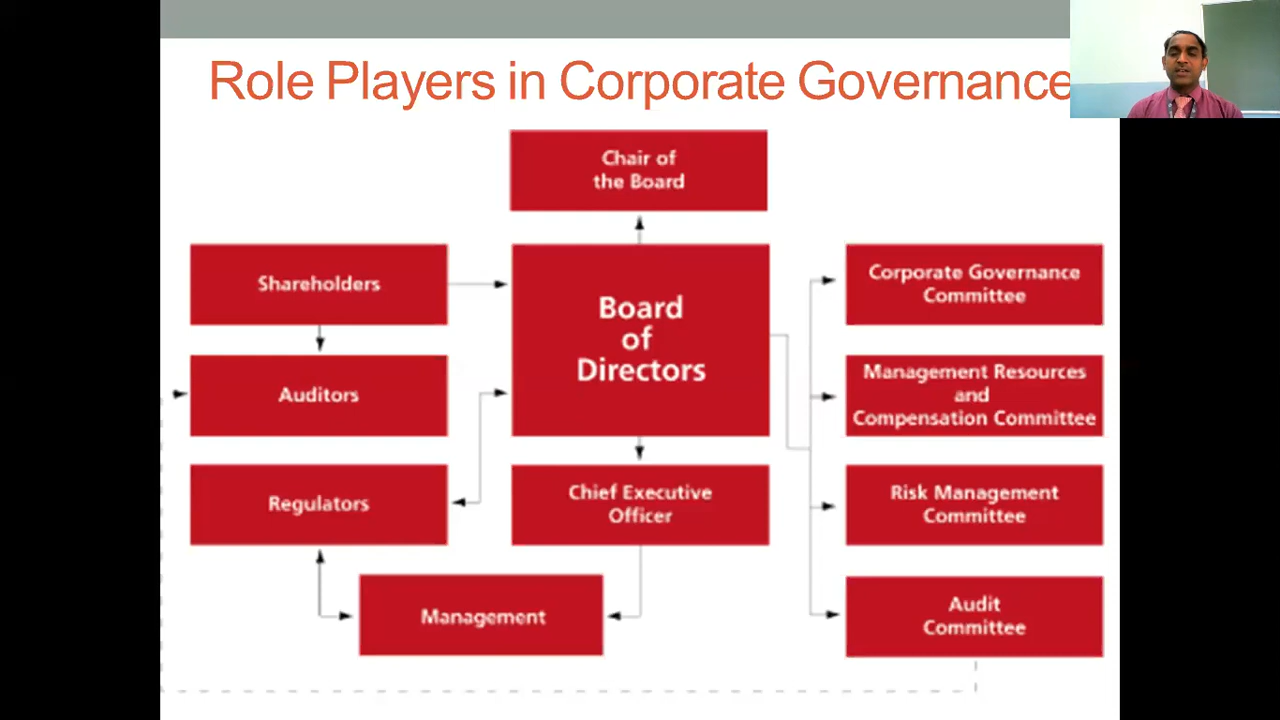 Role Players in Corporate Governance
Chair of
the Board
Shareholders
Board
of
Directors
Corporate Governance
Committee
Auditors
Management Resources
and
Compensation Committee
Regulators
Chief Executive
Officer
Risk Management
Committee
Management
Audit
Committee